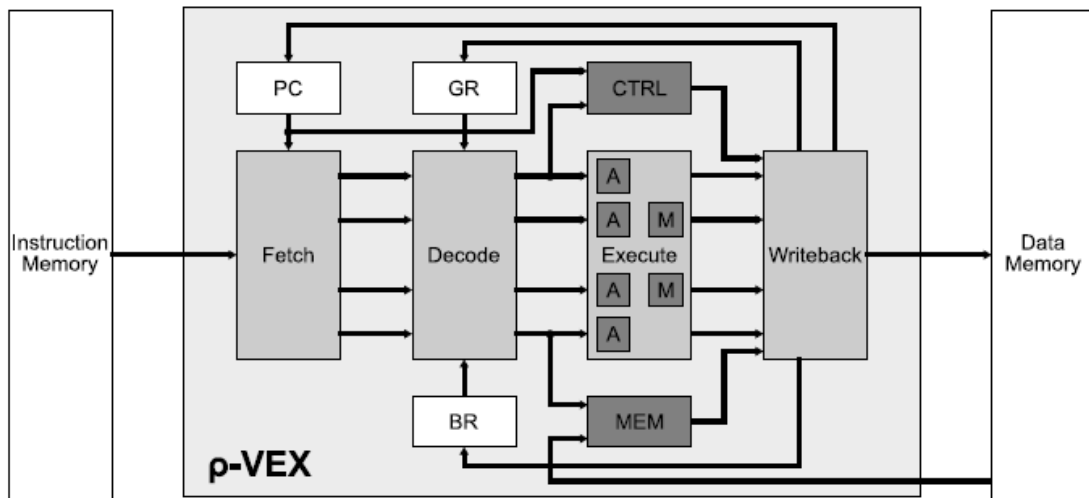 PC
GR
CTRL
A
A
M
Instruction
Memory
Fetch
Decode
Execute
Writeback
Data
Memory
A
M
A
BR
MEM
ρ-VEX